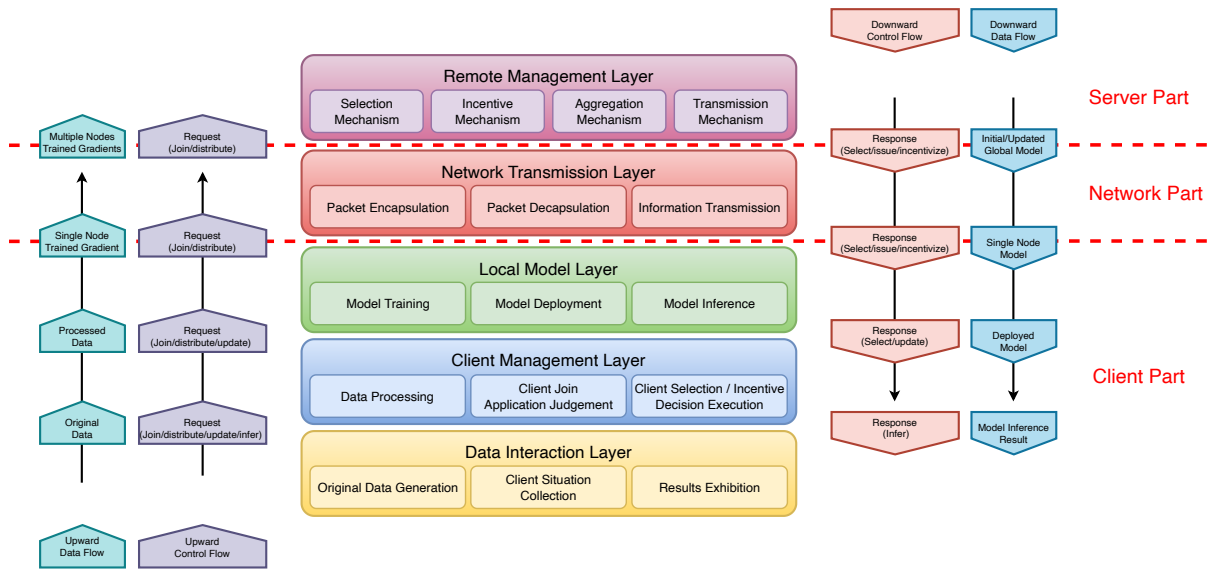 Downward
Control Flow
Downward
Data Flow
Remote Management Layer
Selection
Mechanism
Incentive
Mechanism
Aggregation
Mechanism
Transmission
Mechanism
Server Part
Multiple Nodes
Trained Gradients
Request
(Join/distribute)
Response
(Select/issue/incentivize)
Initial/Updated
Global Model
Network Transmission Layer
Packet Encapsulation
Packet Decapsulation
Information Transmission
Network Part
Single Node
Trained Gradient
Request
(Join/distribute)
Response
(Select/issue/incentivize)
Single Node
Model
Local Model Layer
Model Training
Model Deployment
Model Inference
Processed
Data
Request
(Join/distribute/update)
Response
(Select/update)
Deployed
Model
Client Management Layer
Data Processing
Client Join
Application Judgement
Client Selection / Incentive
Decision Execution
Client Part
Original
Data
Request
(Join/distribute/update/infer)
Response
(Infer)
Model Inference
Result
Data Interaction Layer
Original Data Generation
Client Situation
Collection
Results Exhibition
Upward
Data Flow
Upward
Control Flow